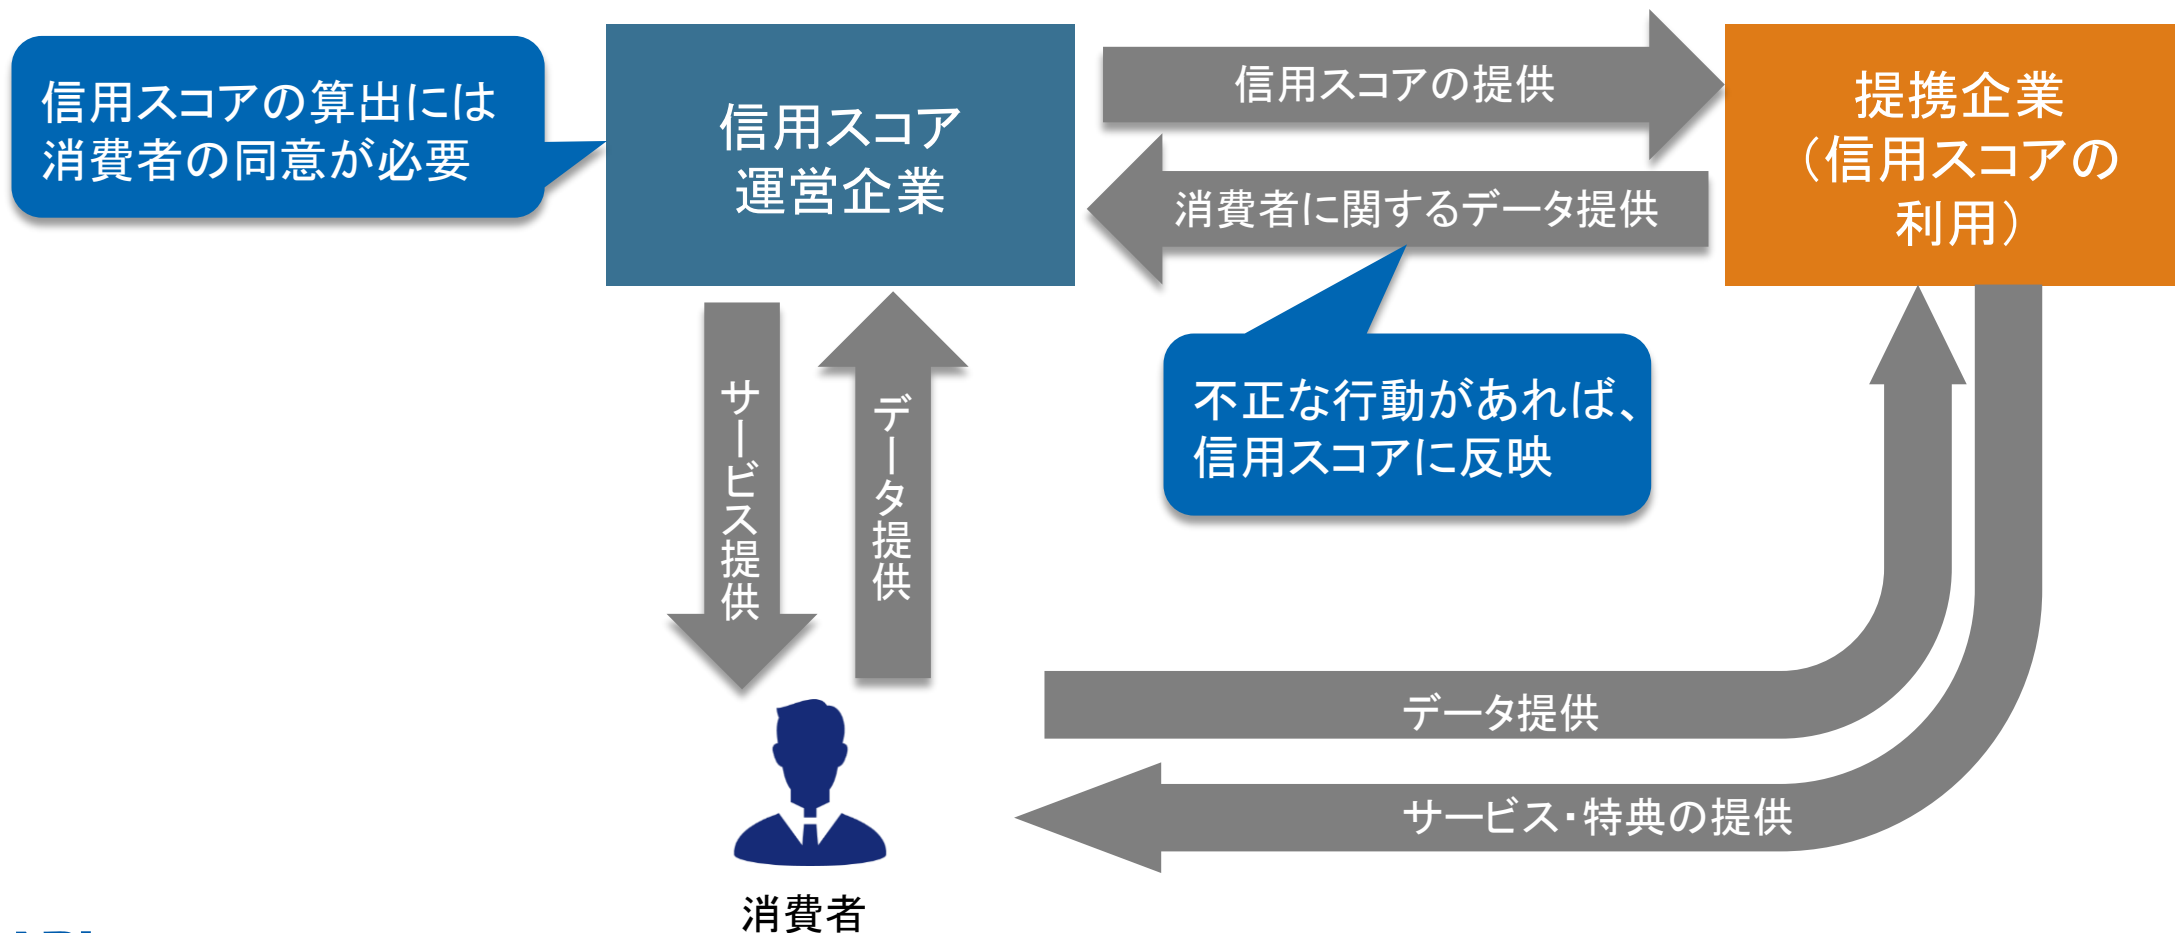 信用スコアの算出には
消費者の同意が必要
信用スコア
運営企業
信用スコアの提供
提携企業
（信用スコアの
利用）
消費者に関するデータ提供
不正な行動があれば、
信用スコアに反映
サービス提供
データ提供
データ提供
サービス・特典の提供
消費者